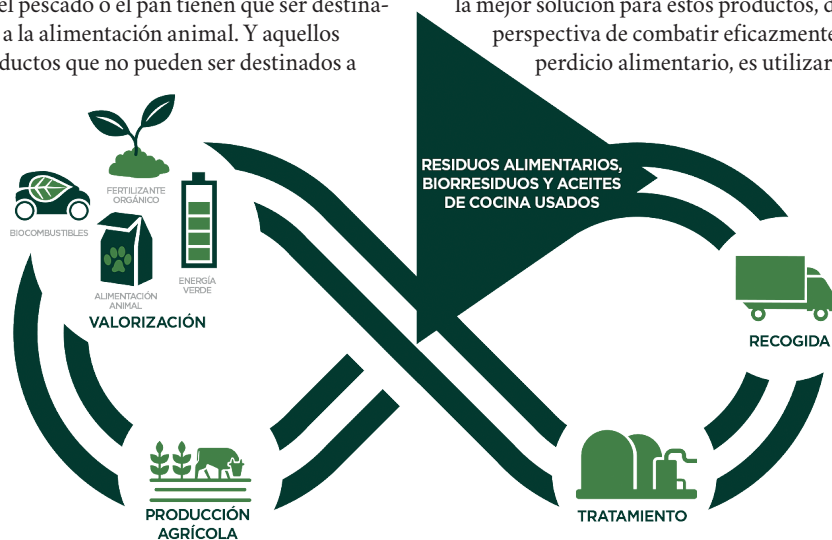 el pescado o el pan tienen que ser destina-
a la alimentación animal. Y aquellos
ductos que no pueden ser destinados a
la mejor solución para estos productos, d
perspectiva de combatir eficazmente
perdicio alimentario, es utilizar
FERTILIZANTE
ORGÁNICO
BIOCOMBUSTIBLES
ENERGÍA
VERDE
ALIMENTACIÓN
ANIMAL
VALORIZACIÓN
RESIDUOS ALIMENTARIOS,
BIORRESIDUOS Y ACEITES
DE COCINA USADOS
RECOGIDA
TRATAMIENTO
PRODUCCIÓN
AGRÍCOLA